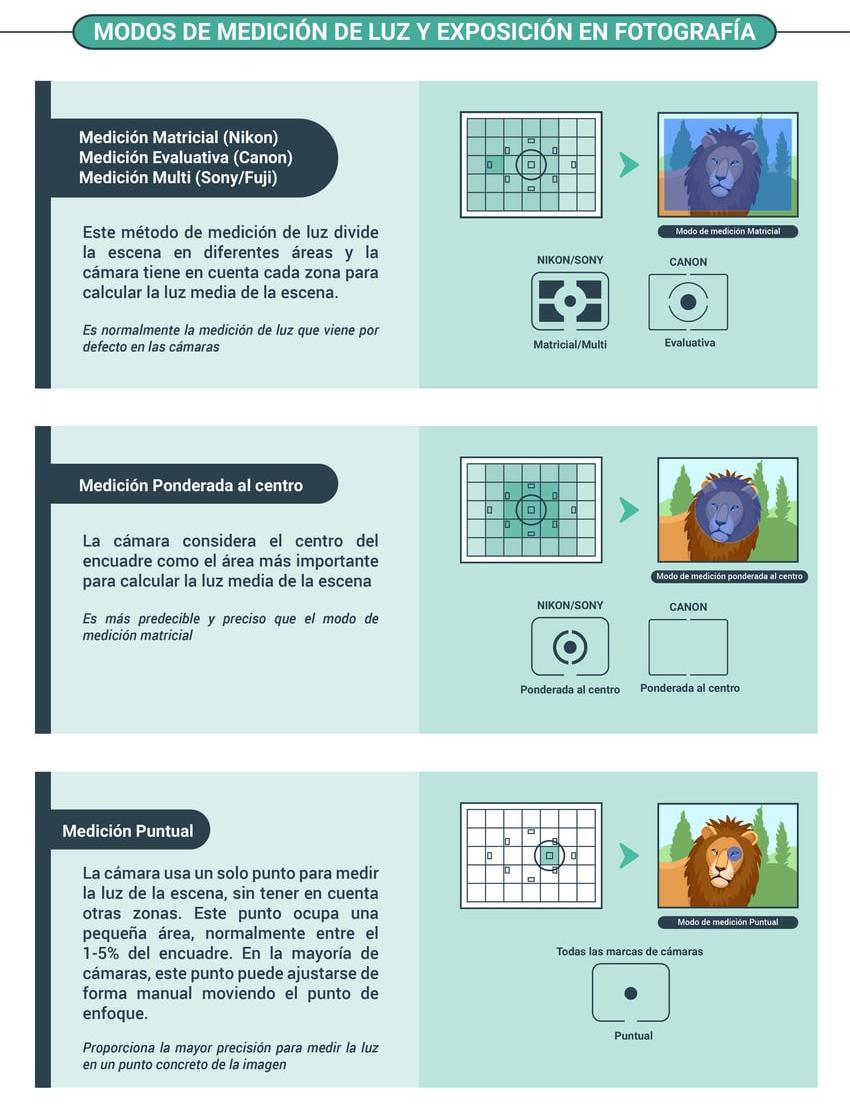 MODOS DE MEDICIÓN DE LUZ Y EXPOSICIÓN EN FOTOGRAFÍA
Medición Matricial (Nikon)
Medición Evaluativa (Canon)
Medición Multi (Sony/Fuji)
Este método de medición de luz divide
la escena en diferentes áreas y la
cámara tiene en cuenta cada zona para
calcular la luz media de la escena.
Es normalmente la medición de luz que viene por
defecto en las cámaras
Modo de medición Matricial
NIKON/SONY
CANON
Matricial/Multi
Evaluativa
Medición Ponderada al centro
La cámara considera el centro del
encuadre como el área más importante
para calcular la luz media de la escena
Es más predecible y preciso que el modo de
medición matricial
Modo de medición ponderada al centro
NIKON/SONY
CANON
Ponderada al centro
Ponderada al centro
Medición Puntual
La cámara usa un solo punto para medir
la luz de la escena, sin tener en cuenta
otras zonas. Este punto ocupa una
pequeña área, normalmente entre el
1-5% del encuadre. En la mayoría de
cámaras, este punto puede ajustarse de
forma manual moviendo el punto de
enfoque.
Proporciona la mayor precisión para medir la luz
en un punto concreto de la imagen
Modo de medición Puntual
Todas las marcas de cámaras
Puntual